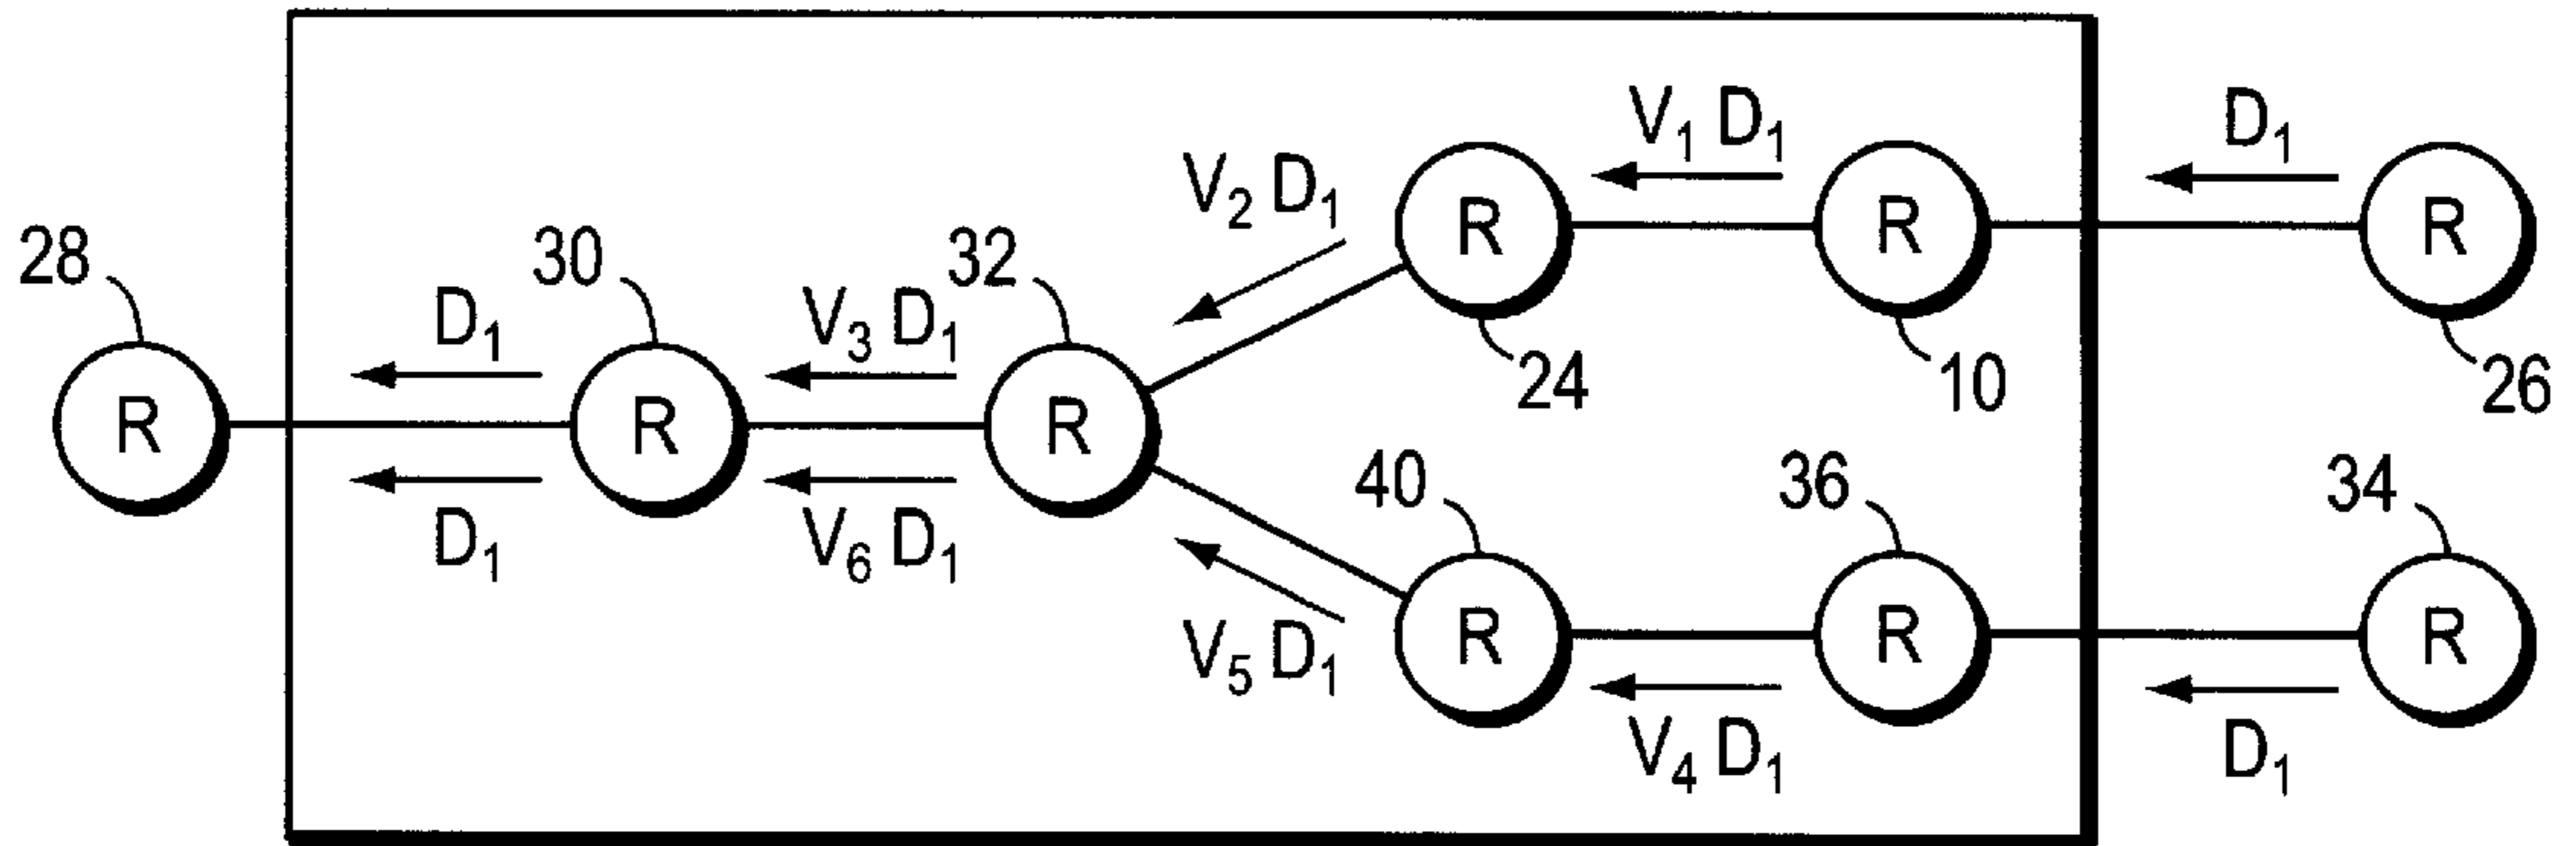 V₁ D₁
D₁
V₂ D₁
R
R
R
28
30
32
D₁
V₃ D₁
24
10
26
R
R
R
40
36
34
D₁
V₆ D₁
V₅ D₁
R
R
R
V₄ D₁
D₁